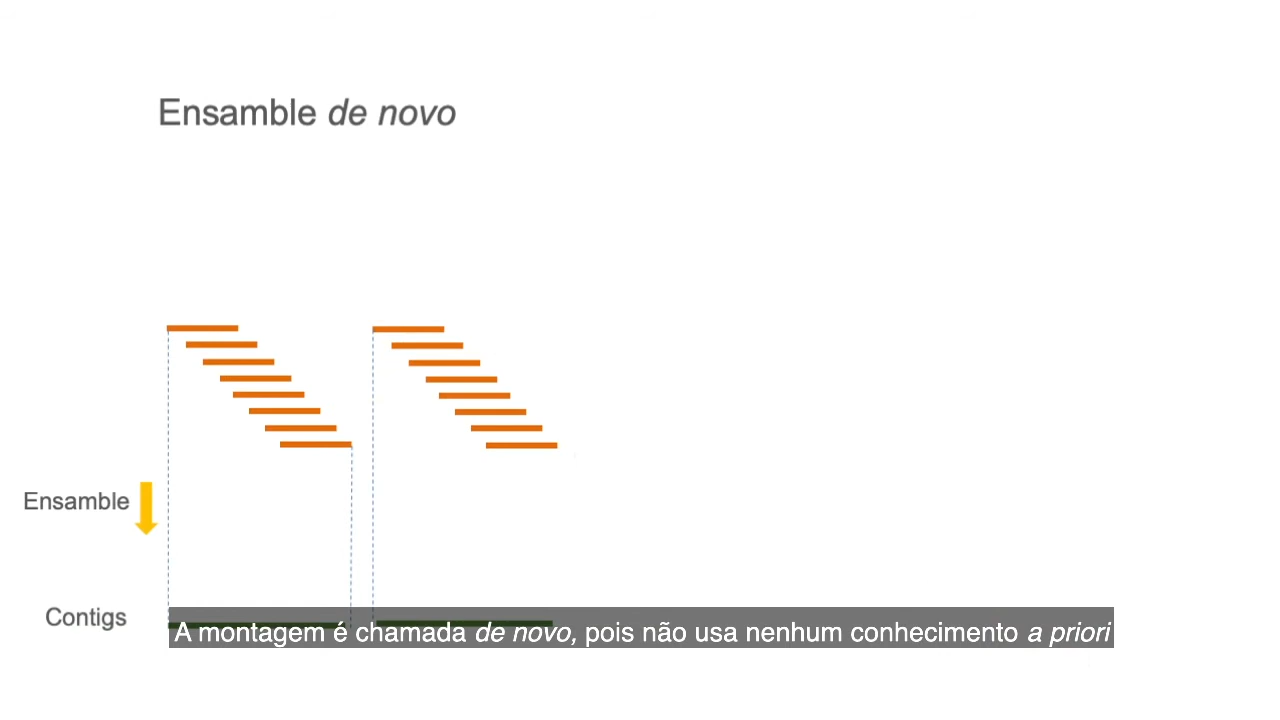 Ensamble de novo
Ensamble
Contigs
A montagem é chamada de novo, pois não usa nenhum conhecimento a priori